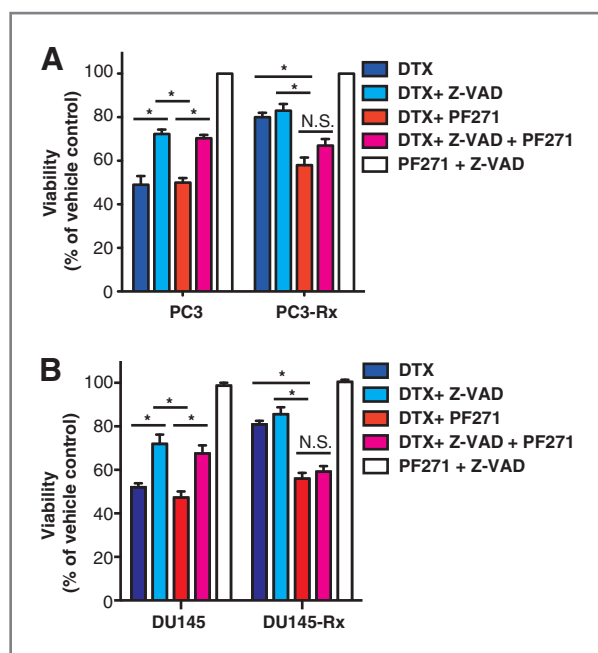 A
DTX
DTX+ Z-VAD
DTX+ PF271
DTX+ Z-VAD + PF271
PF271 + Z-VAD
Viability
(% of vehicle control)
100
80
60
40
20
0
*
*
*
*
*
N.S.
PC3
PC3-Rx
B
DTX
DTX+ Z-VAD
DTX+ PF271
DTX+ Z-VAD + PF271
PF271 + Z-VAD
Viability
(% of vehicle control)
100
80
60
40
20
0
*
*
*
*
*
N.S.
DU145
DU145-Rx